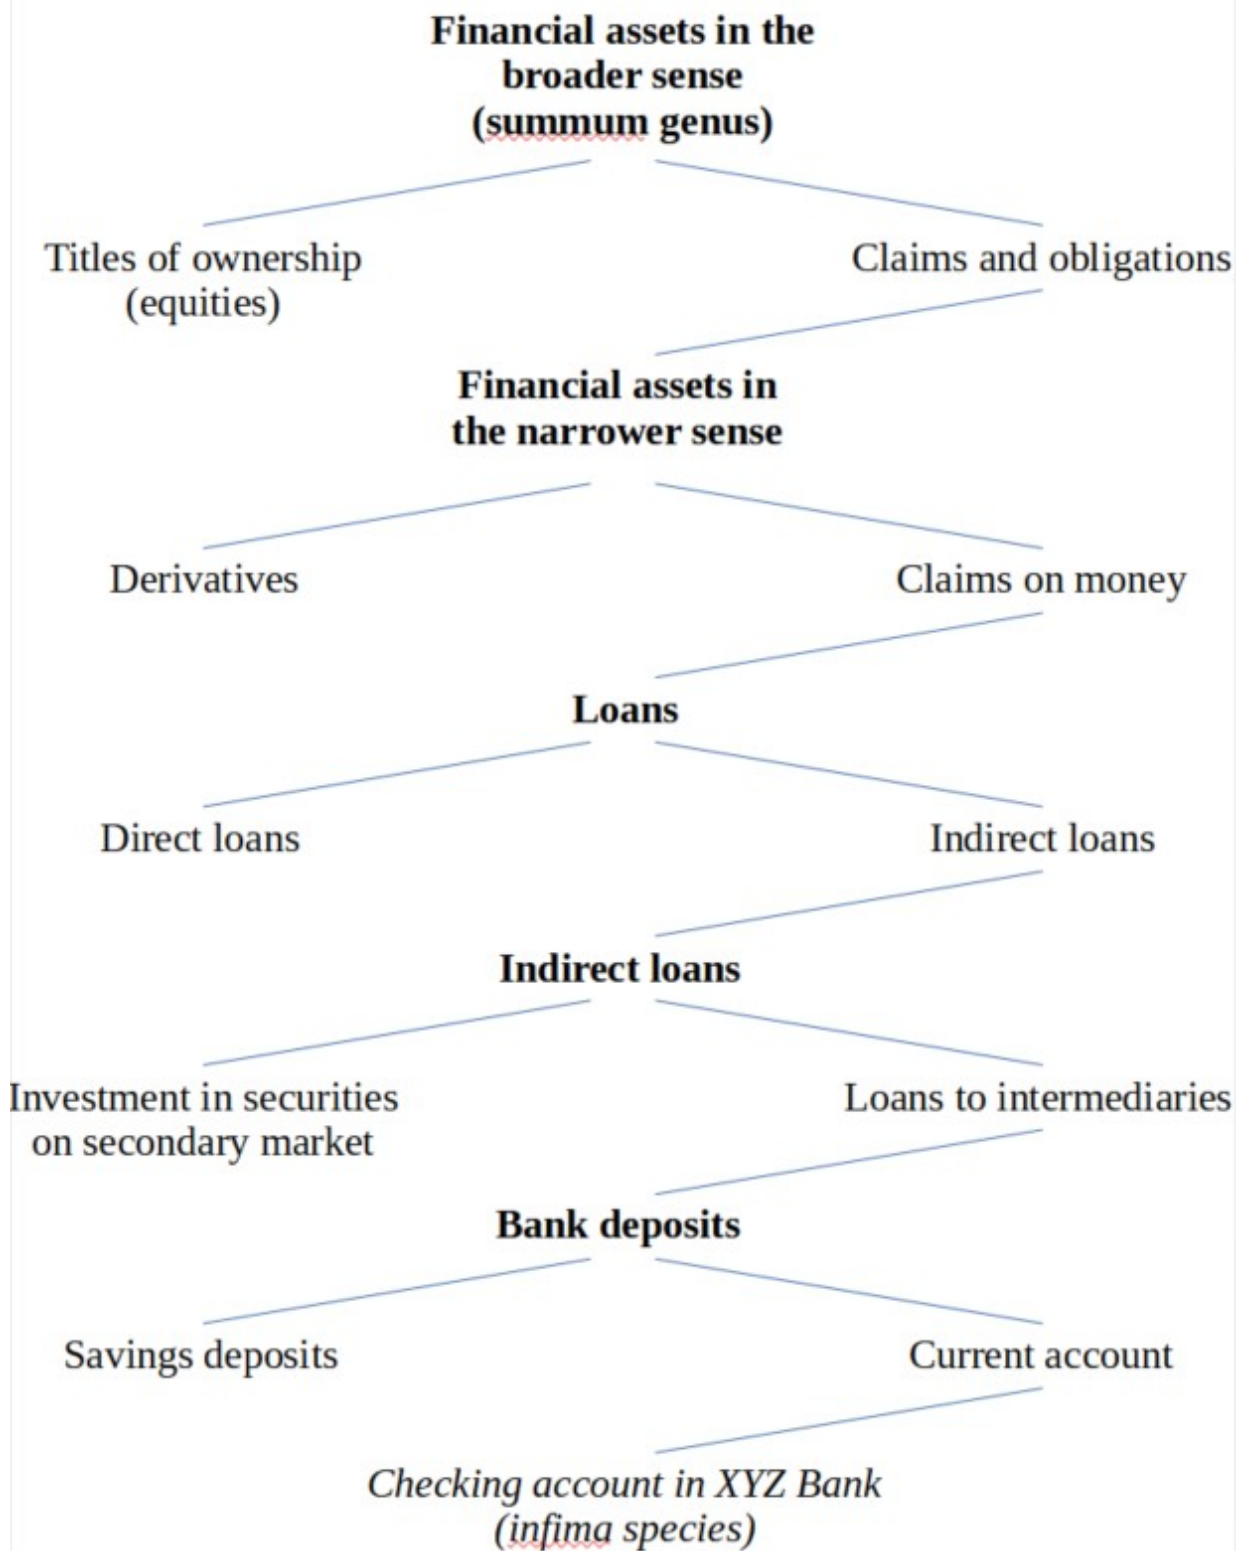 Financial assets in the
broader sense
(summum genus)
Titles of ownership
(equities)
Claims and obligations
Financial assets in
the narrower sense
Derivatives
Claims on money
Loans
Direct loans
Indirect loans
Indirect loans
Investment in securities
on secondary market
Loans to intermediaries
Bank deposits
Savings deposits
Current account
Checking account in XYZ Bank
(infima species)